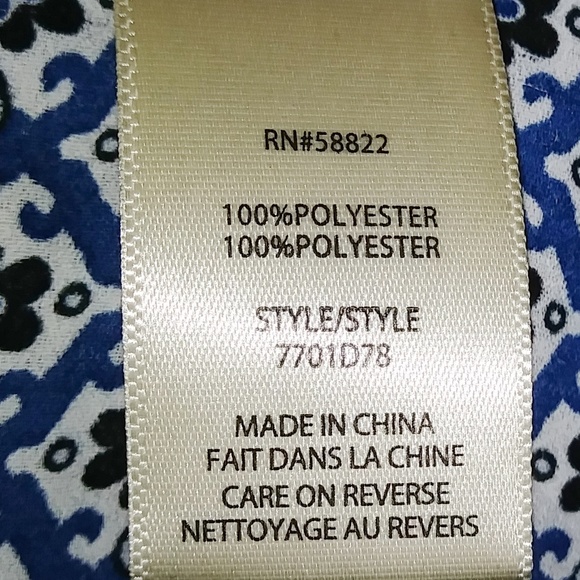 RN#58822
100%POLYESTER
100%POLYESTER
STYLE/STYLE
7701D78
MADE IN CHINA
FAIT DANS LA CHINE
CARE ON REVERSE
NETTOYAGE AU REVERS